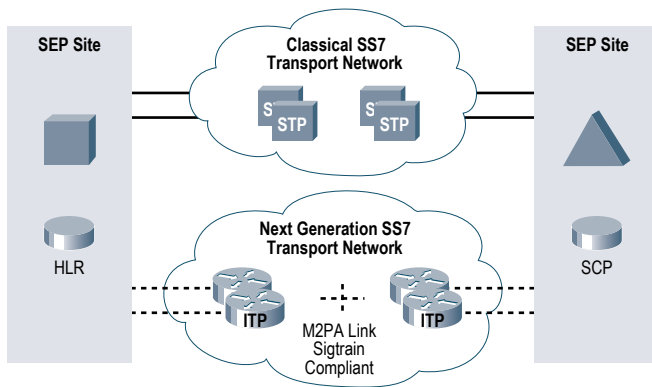 SEP Site
Classical SS7
Transport Network
SEP Site
STP
STP
HLR
SCP
Next Generation SS7
Transport Network
ITP
ITP
M2PA Link
Sigtrain
Compliant